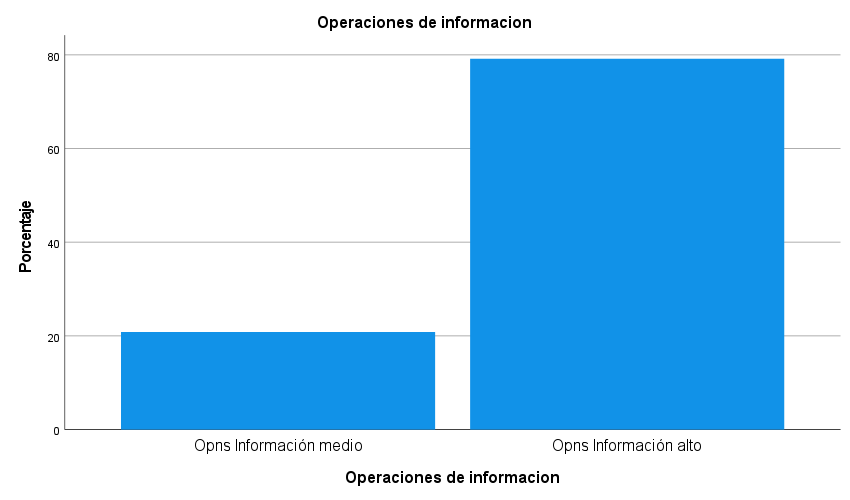 Operaciones de informacion
80
60
40
20
0
Porcentaje
Opns Información medio
Opns Información alto
Operaciones de informacion